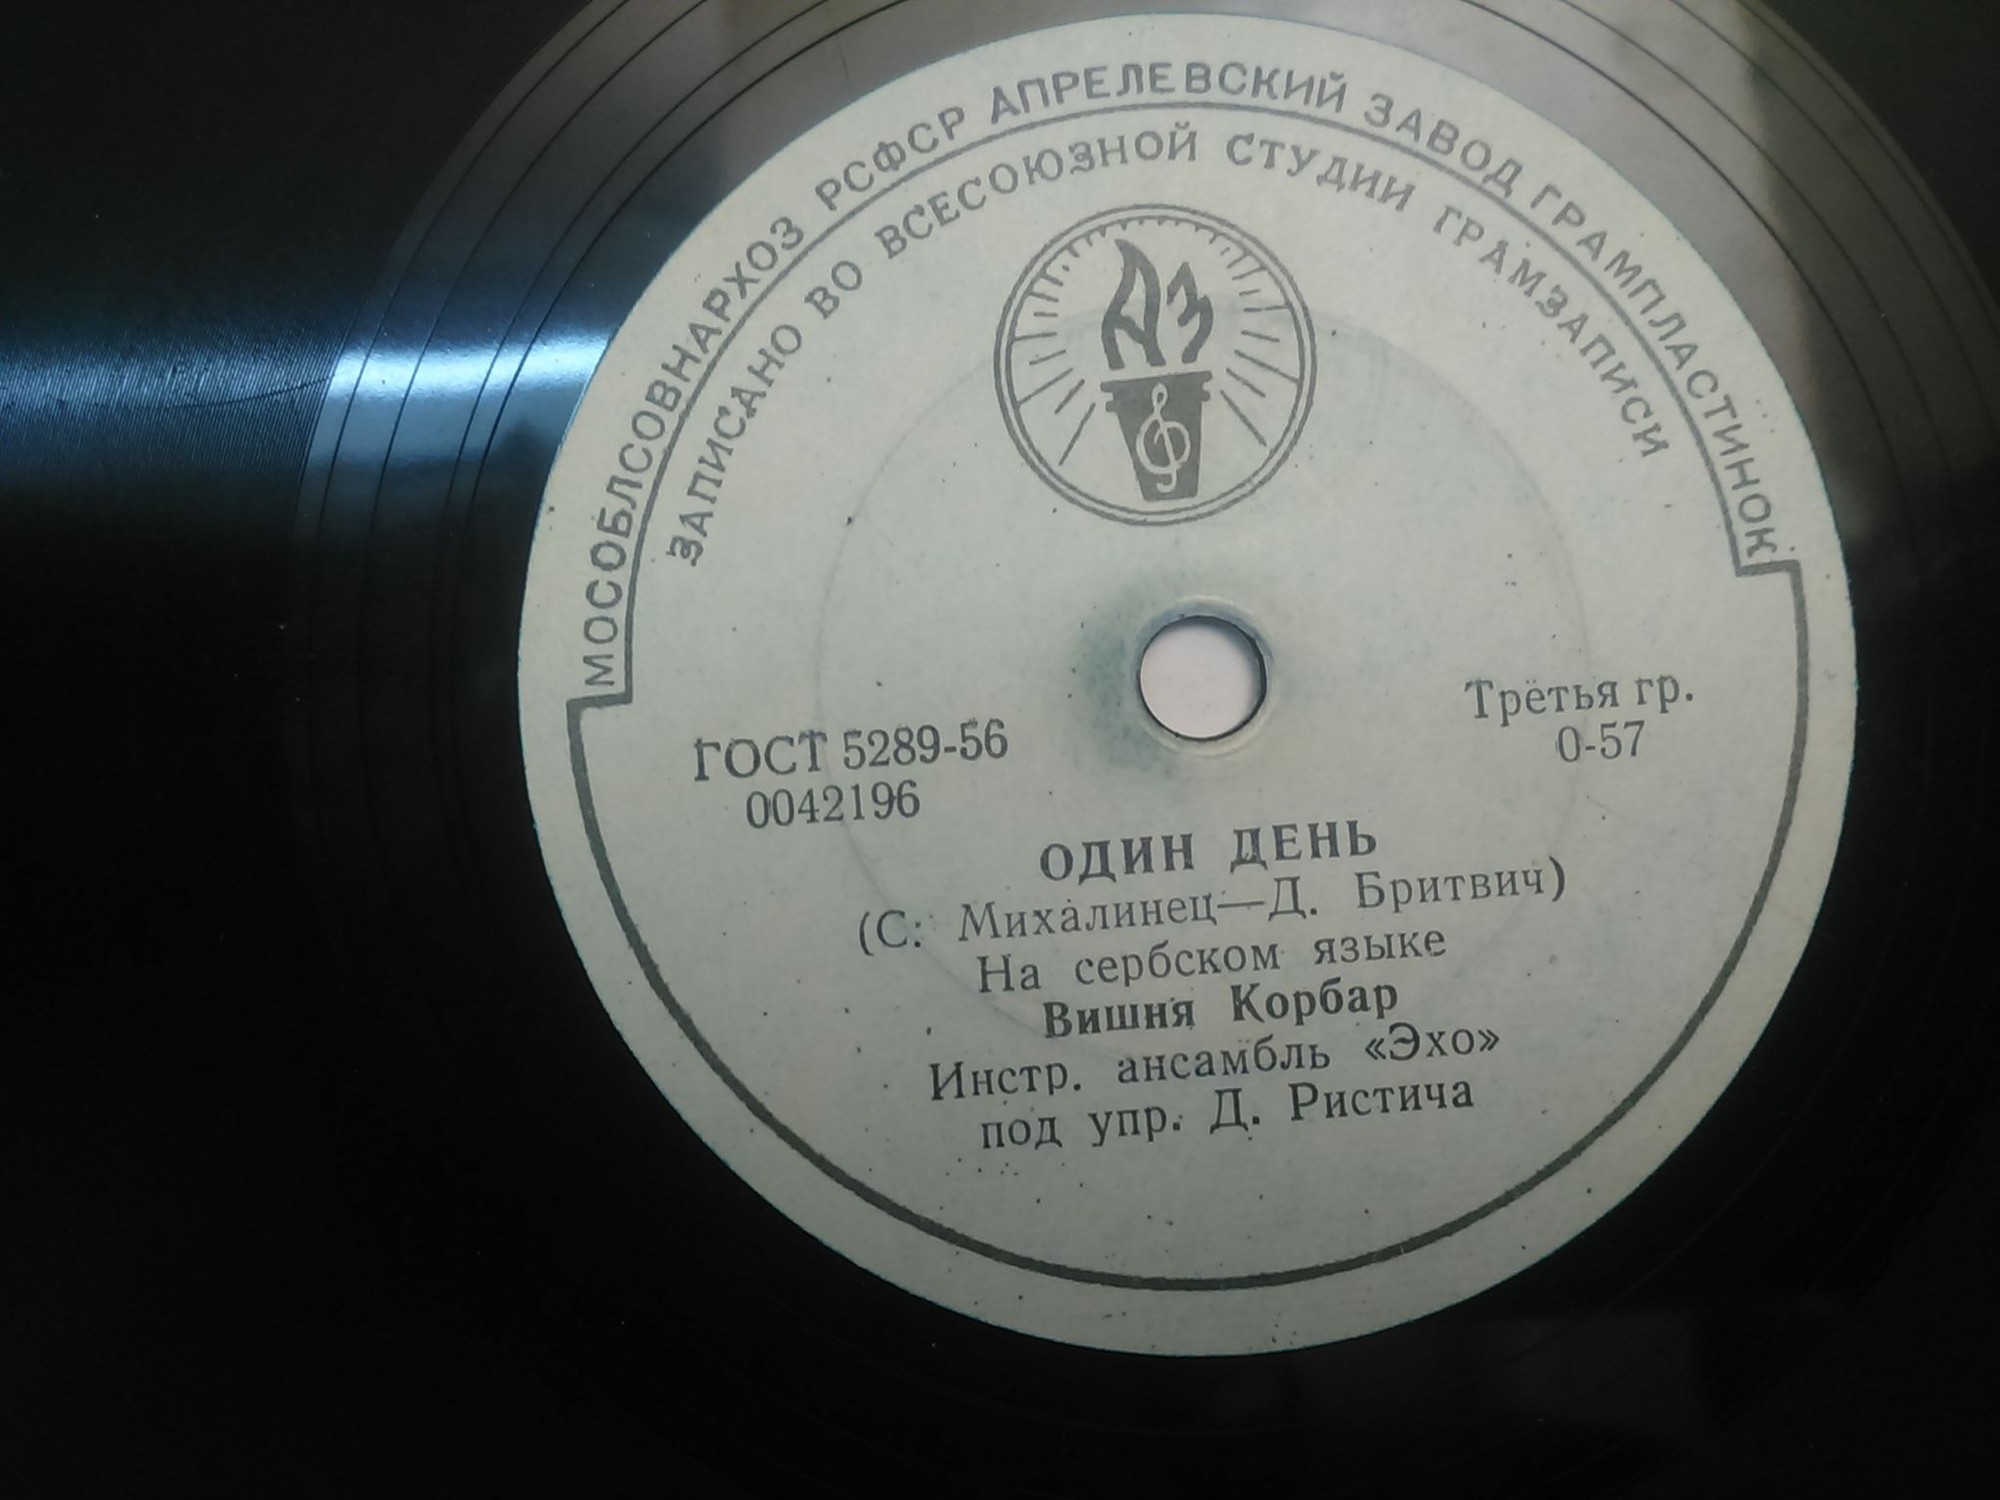 МОСОБЛСОВНАРХОЗ РСФСР АПРЕЛЕВСКИЙ ЗАВОД ГРАМПЛАСТИНОК
ЗАПИСАНО ВО ВСЕСОЮЗНОЙ СТУДИИ ГРАМЗАПИСИ
АЗ
ГОСТ 5289-56
0042196
Третья гр.
0-57
ОДИН ДЕНЬ
(С. Михалинец—Д. Бритвич)
На сербском языке
Вишня Корбар
Инстр. ансамбль «Эхо»
под упр. Д. Ристича